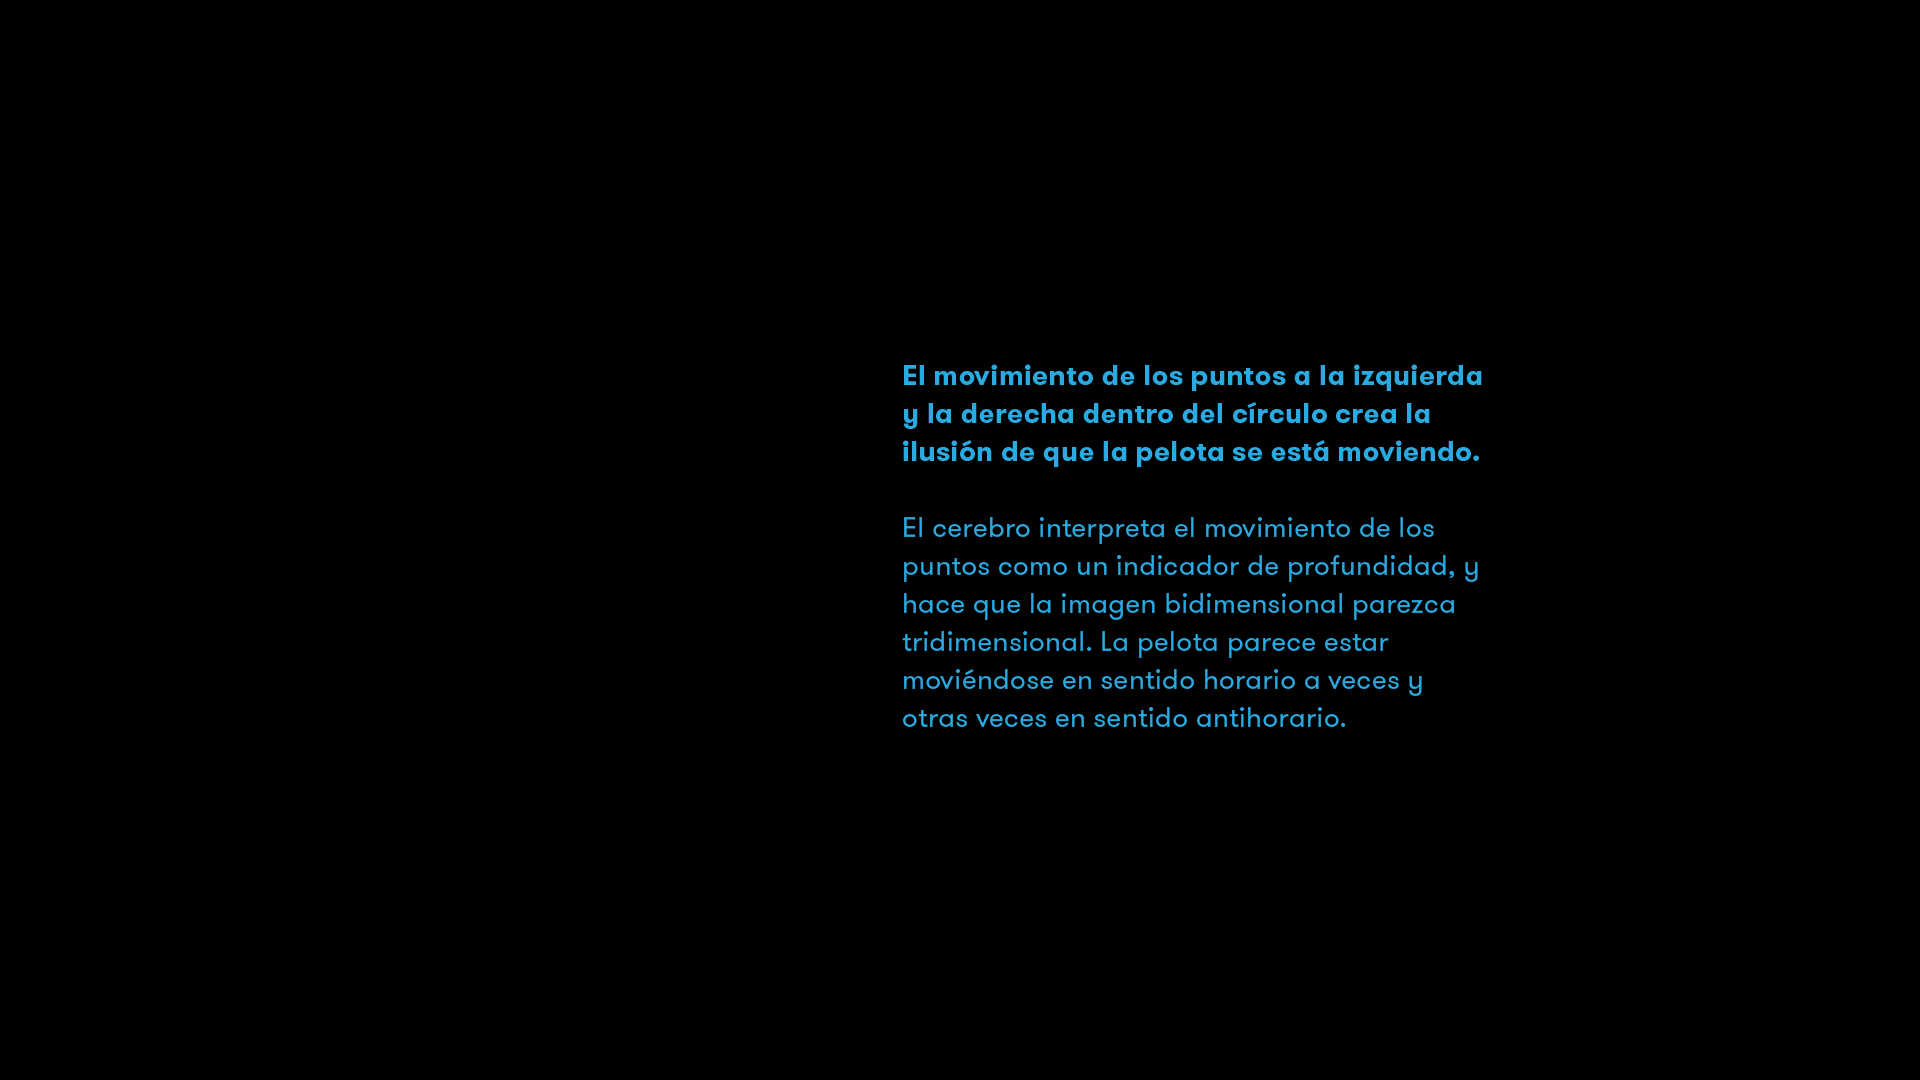 El movimiento de los puntos a la izquierda
y la derecha dentro del círculo crea la
ilusión de que la pelota se está moviendo.
El cerebro interpreta el movimiento de los
puntos como un indicador de profundidad, y
hace que la imagen bidimensional parezca
tridimensional. La pelota parece estar
moviéndose en sentido horario a veces y
otras veces en sentido antihorario.